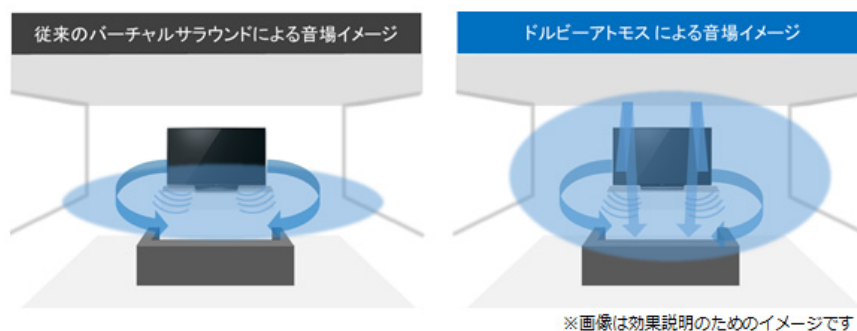 従来のバーチャルサラウンドによる音場イメージ
ドルビーアトモス による音場イメージ
※画像は効果説明のためのイメージです